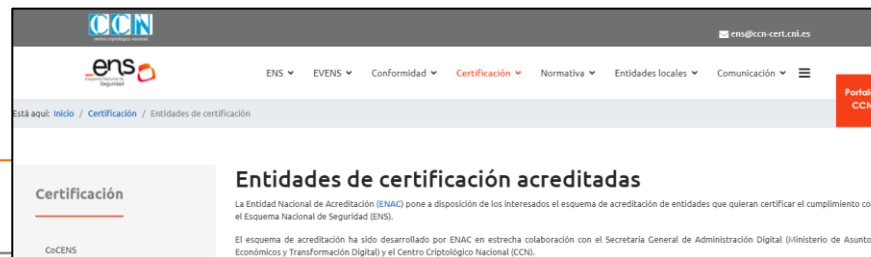 CCN
centro criptológico nacional
ens@ccn-cert.cni.es
ens
Esquema Nacional de
Seguridad
ENS EVENS Conformidad Certificación Normativa Entidades locales Comunicación
Portal
CCN
Está aquí: Inicio / Certificación / Entidades de certificación
Certificación
CoCENS
Entidades de certificación acreditadas
La Entidad Nacional de Acreditación (ENAC) pone a disposición de los interesados el esquema de acreditación de entidades que quieran certificar el cumplimiento co
el Esquema Nacional de Seguridad (ENS).
El esquema de acreditación ha sido desarrollado por ENAC en estrecha colaboración con el Secretaría General de Administración Digital (Ministerio de Asunto
Económicos y Transformación Digital) y el Centro Criptológico Nacional (CCN).